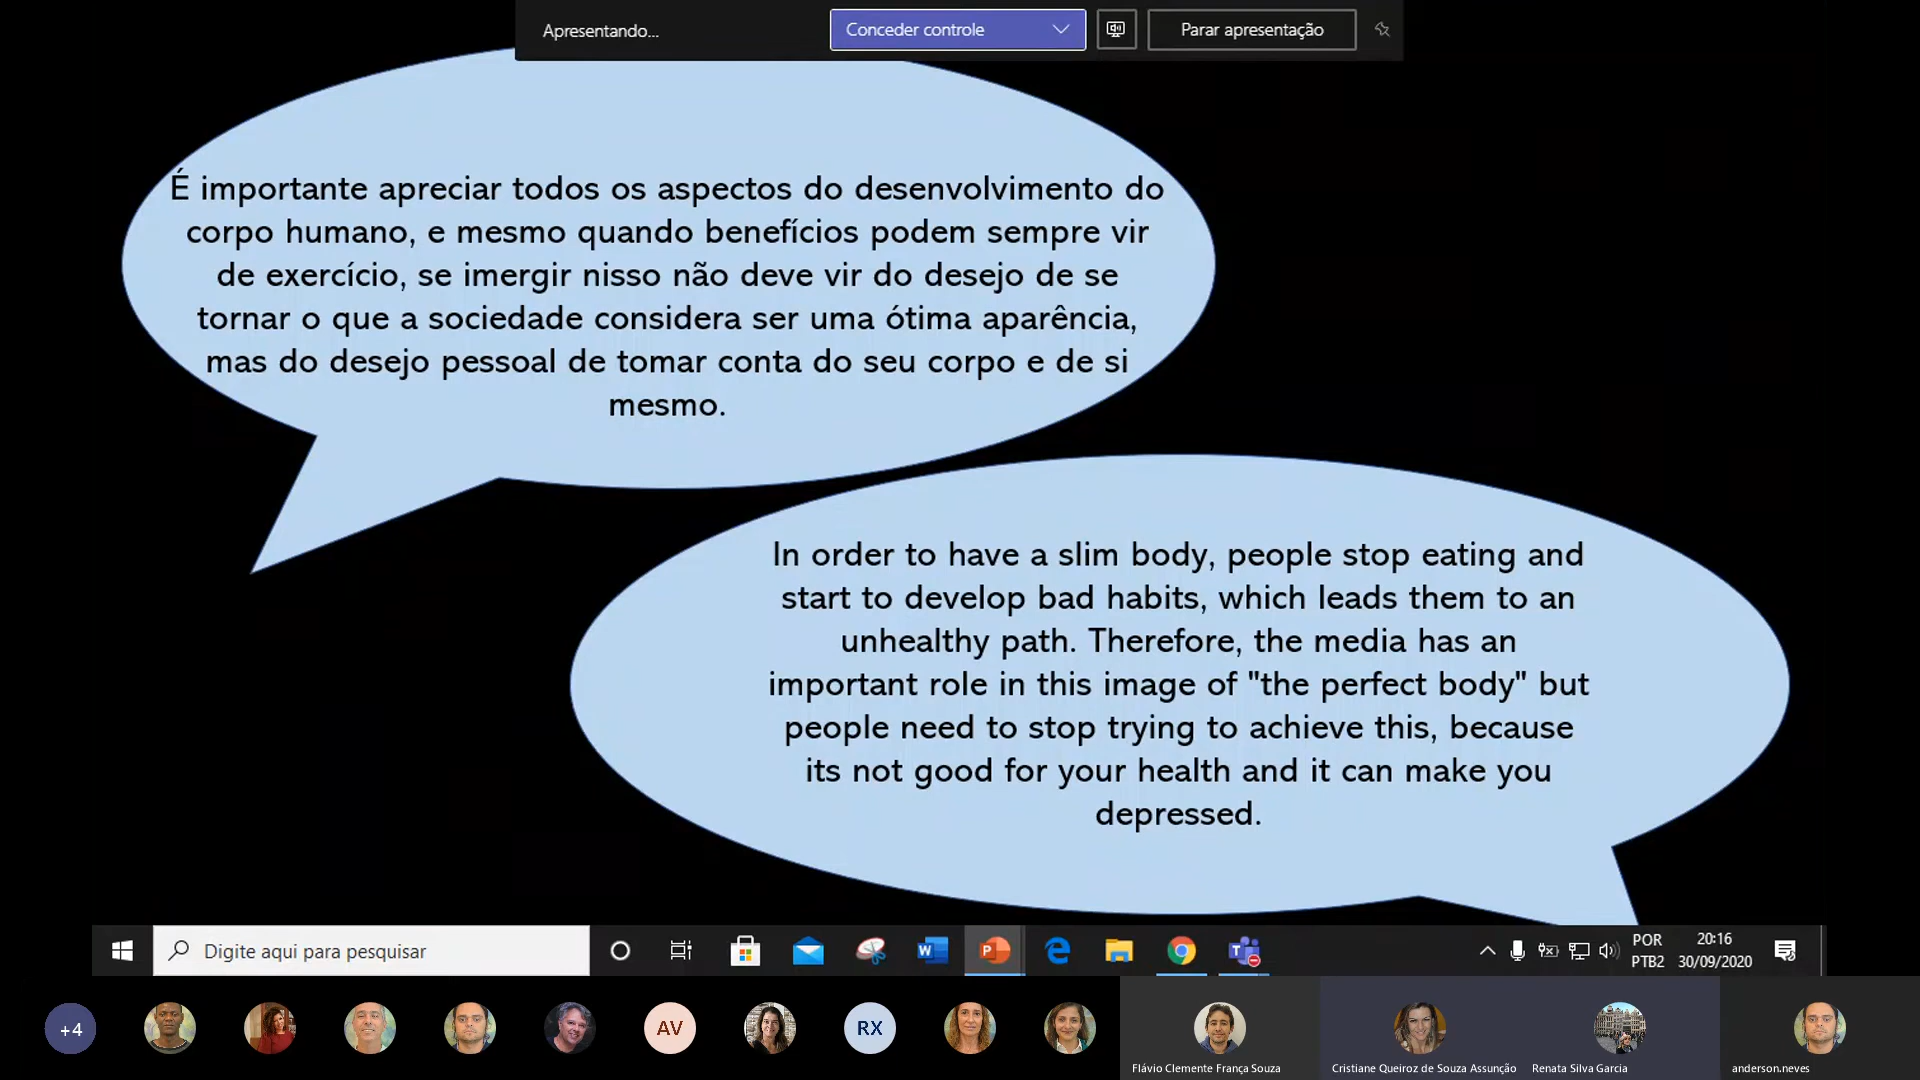 Apresentando...
Conceder controle
Parar apresentação
É importante apreciar todos os aspectos do desenvolvimento do
corpo humano, e mesmo quando benefícios podem sempre vir
de exercício, se imergir nisso não deve vir do desejo de se
tornar o que a sociedade considera ser uma ótima aparência,
mas do desejo pessoal de tomar conta do seu corpo e de si
mesmo.
In order to have a slim body, people stop eating and
start to develop bad habits, which leads them to an
unhealthy path. Therefore, the media has an
important role in this image of "the perfect body" but
people need to stop trying to achieve this, because
its not good for your health and it can make you
depressed.
Digite aqui para pesquisar
POR
PTB2
20:16
30/09/2020
+4
AV
RX
Flávio Clemente França Souza
Cristiane Queiroz de Souza Assunção
Renata Silva Garcia
anderson.neves